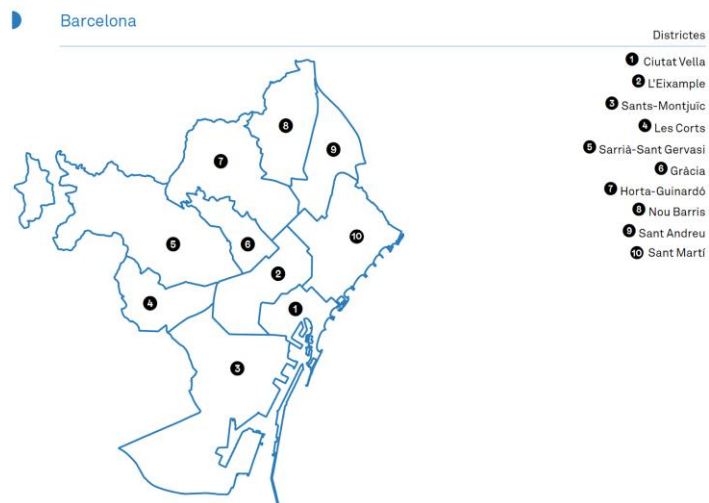 Barcelona
Districtes
1 Ciutat Vella
2 L'Eixample
3 Sants-Montjuïc
4 Les Corts
5 Sarrià-Sant Gervasi
6 Gràcia
7 Horta-Guinardó
8 Nou Barris
9 Sant Andreu
10 Sant Martí
8
9
7
10
5
6
2
4
1
3